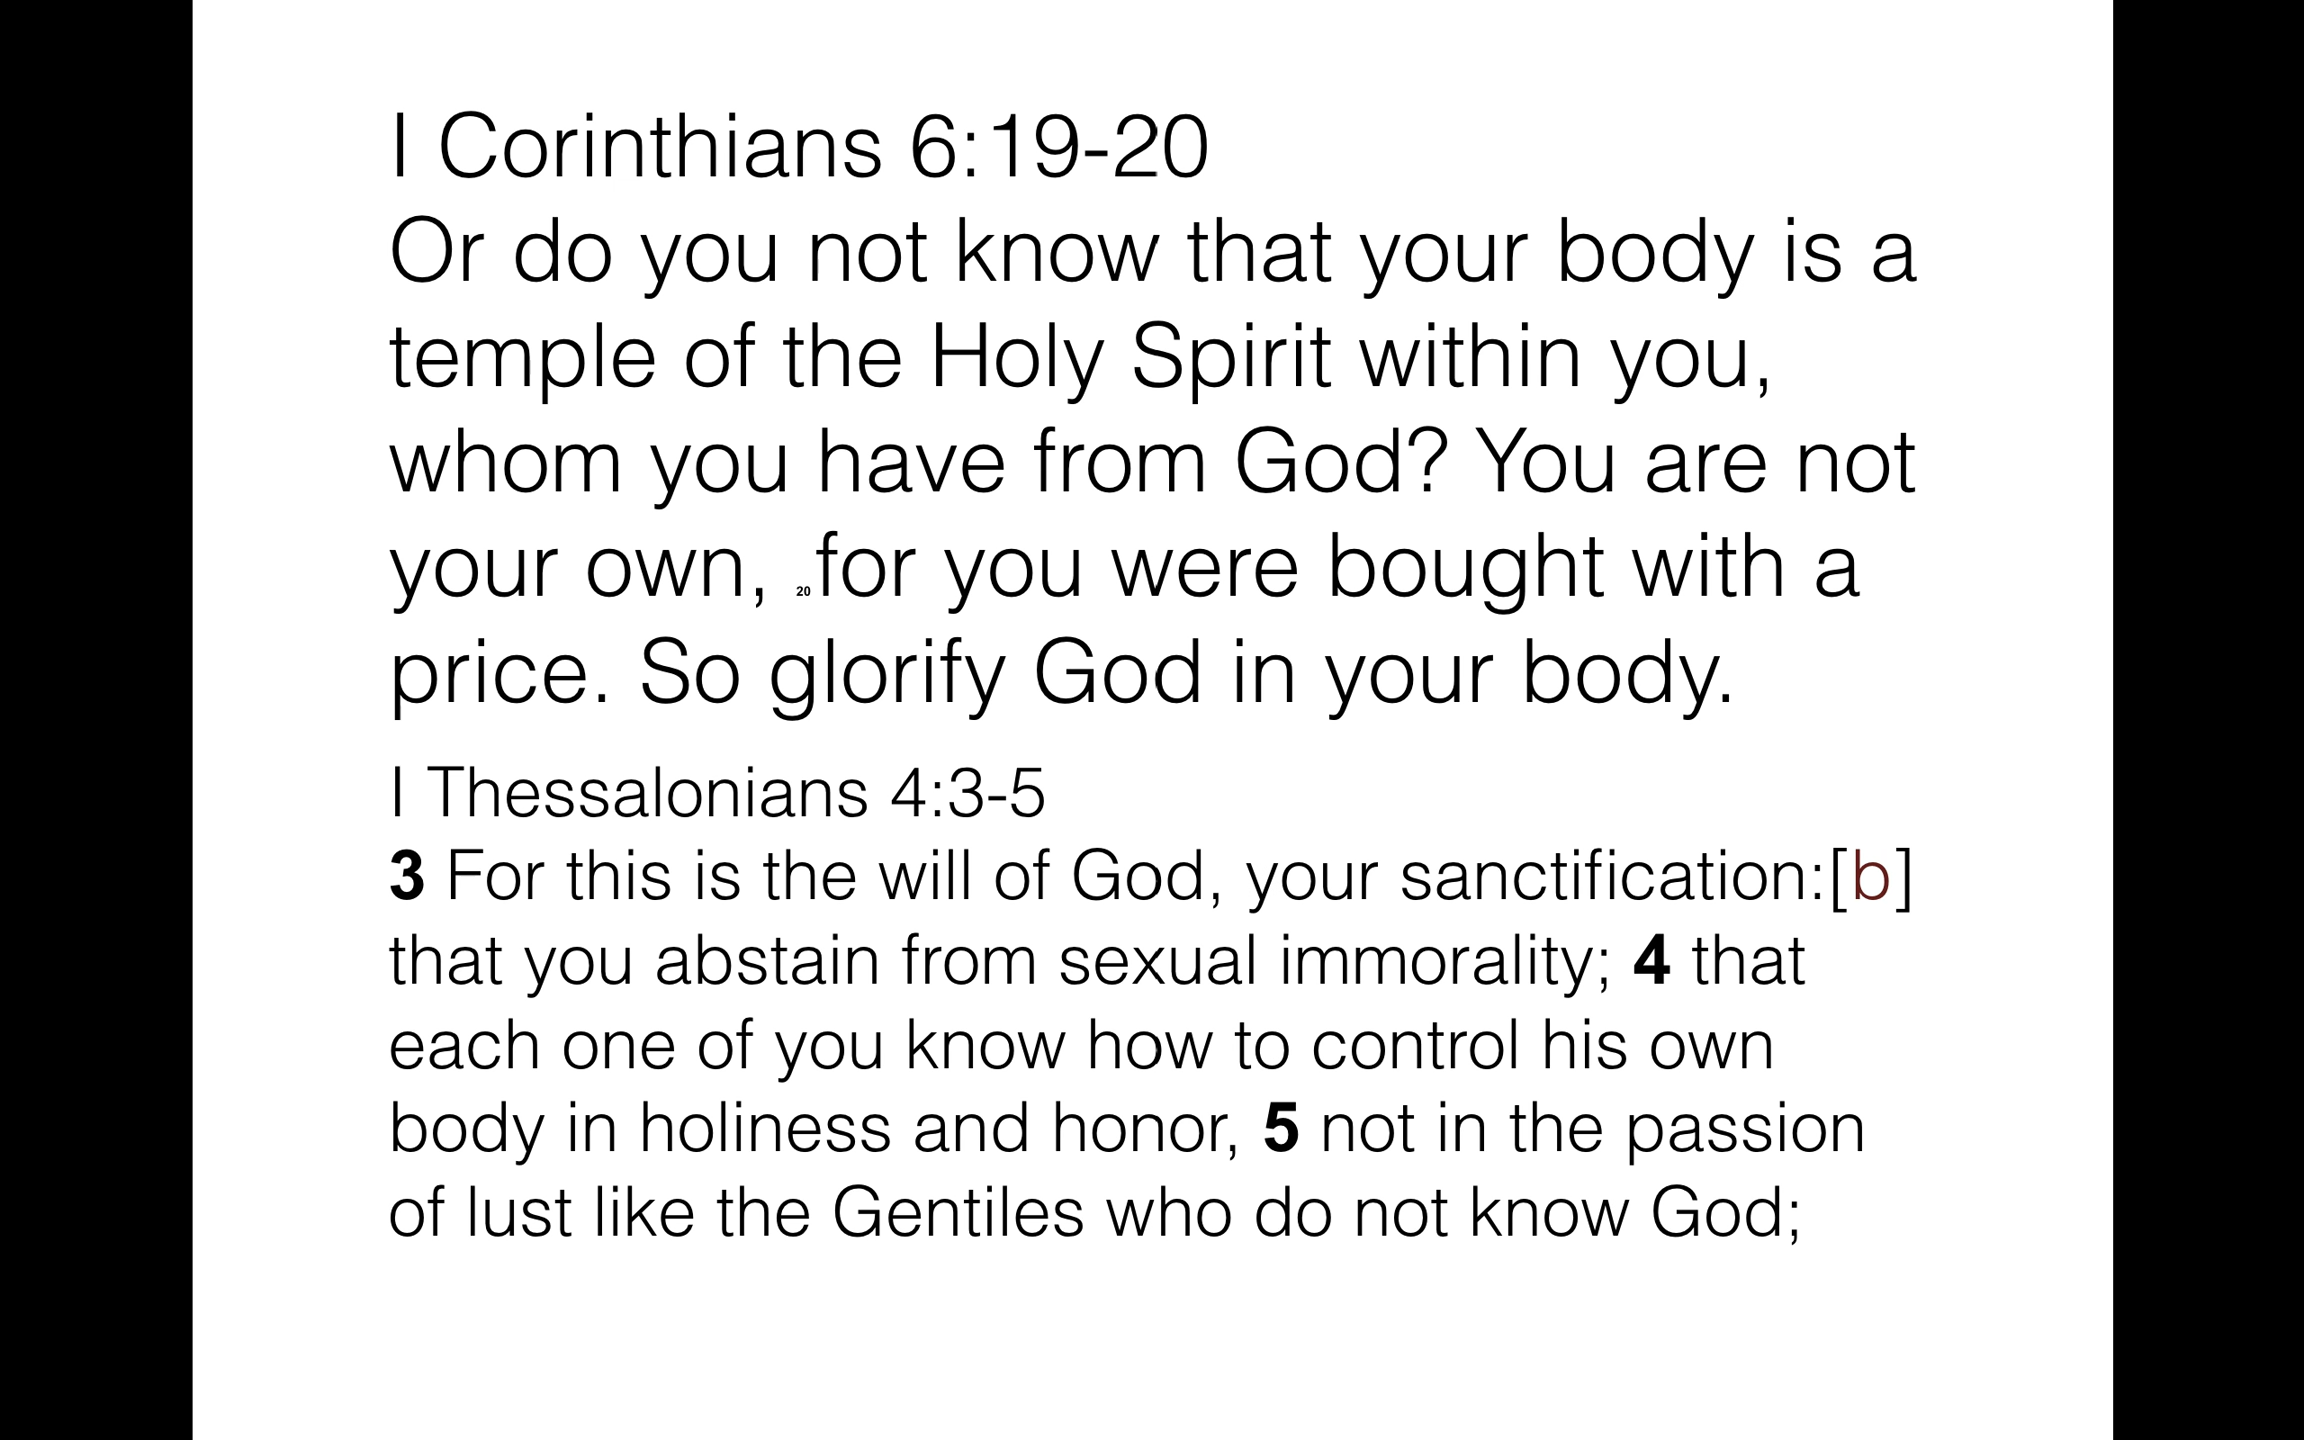 I Corinthians 6:19-20
Or do you not know that your body is a
temple of the Holy Spirit within you,
whom you have from God? You are not
your own, 20 for you were bought with a
price. So glorify God in your body.
I Thessalonians 4:3-5
3 For this is the will of God, your sanctification:[b]
that you abstain from sexual immorality; 4 that
each one of you know how to control his own
body in holiness and honor, 5 not in the passion
of lust like the Gentiles who do not know God;